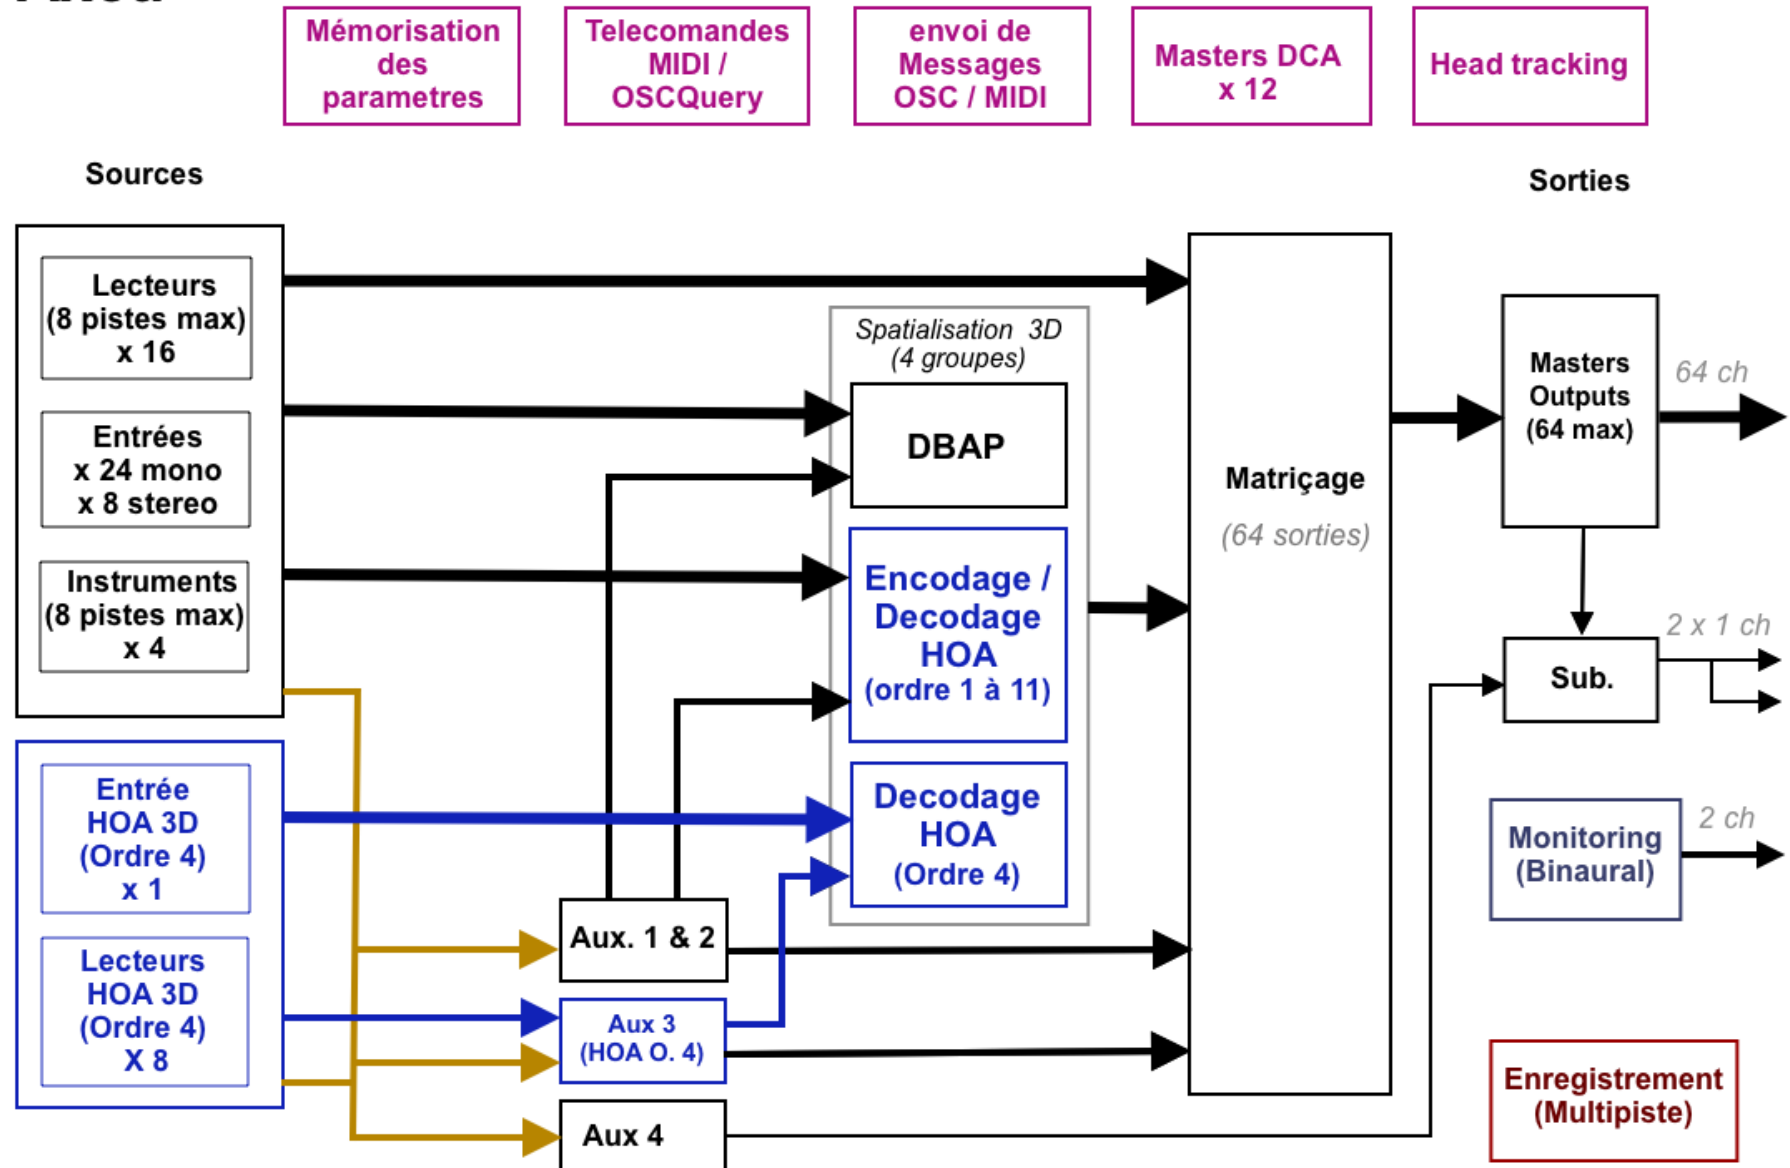 Mémorisation
des
parametres
Telecomandes
MIDI /
OSCQuery
envoi de
Messages
OSC / MIDI
Masters DCA
x 12
Head tracking
Sources
Sorties
Lecteurs
(8 pistes max)
x 16
Entrées
x 24 mono
x 8 stereo
Instruments
(8 pistes max)
x 4
Entrée
HOA 3D
(Ordre 4)
x 1
Lecteurs
HOA 3D
(Ordre 4)
X 8
Spatialisation 3D
(4 groupes)
DBAP
Encodage /
Decodage
HOA
(ordre 1 à 11)
Decodage
HOA
(Ordre 4)
Aux. 1 & 2
Aux 3
(HOA O. 4)
Aux 4
Matriçage
(64 sorties)
Masters
Outputs
(64 max)
64 ch
Sub.
2 x 1 ch
Monitoring
(Binaural)
2 ch
Enregistrement
(Multipiste)